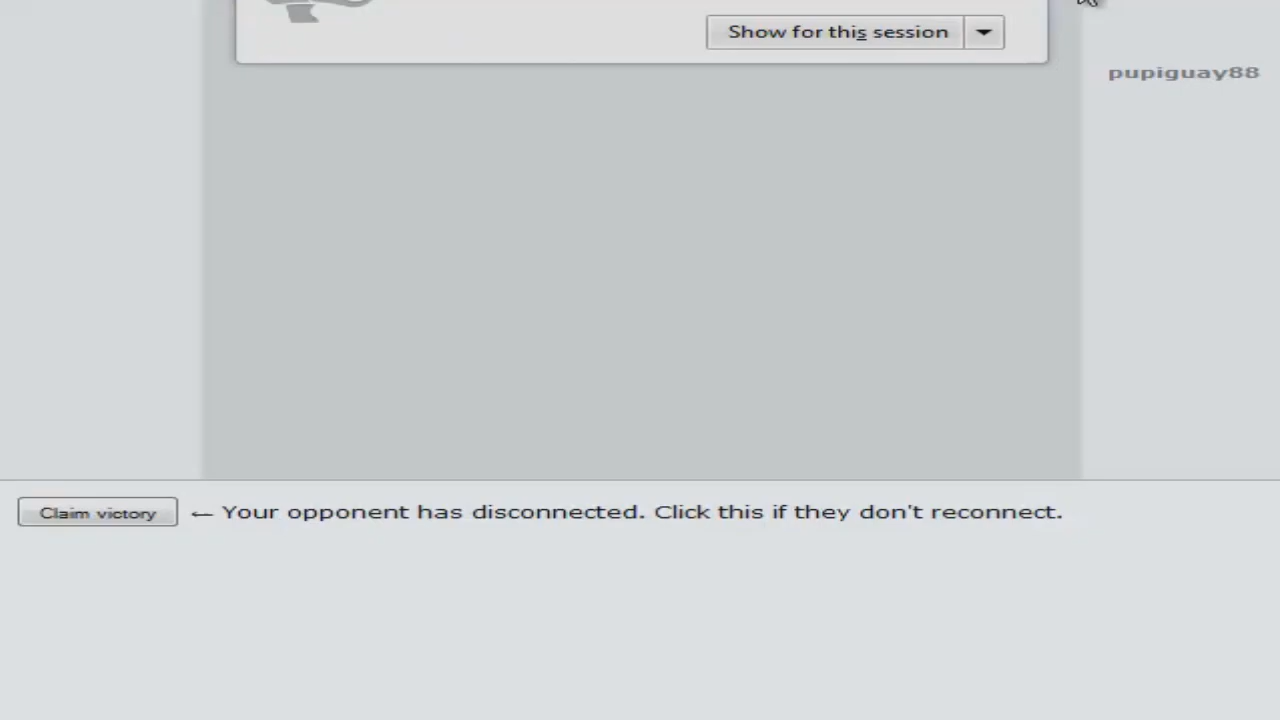 Show for this session
pupiguay88
Claim victory ← Your opponent has disconnected. Click this if they don't reconnect.